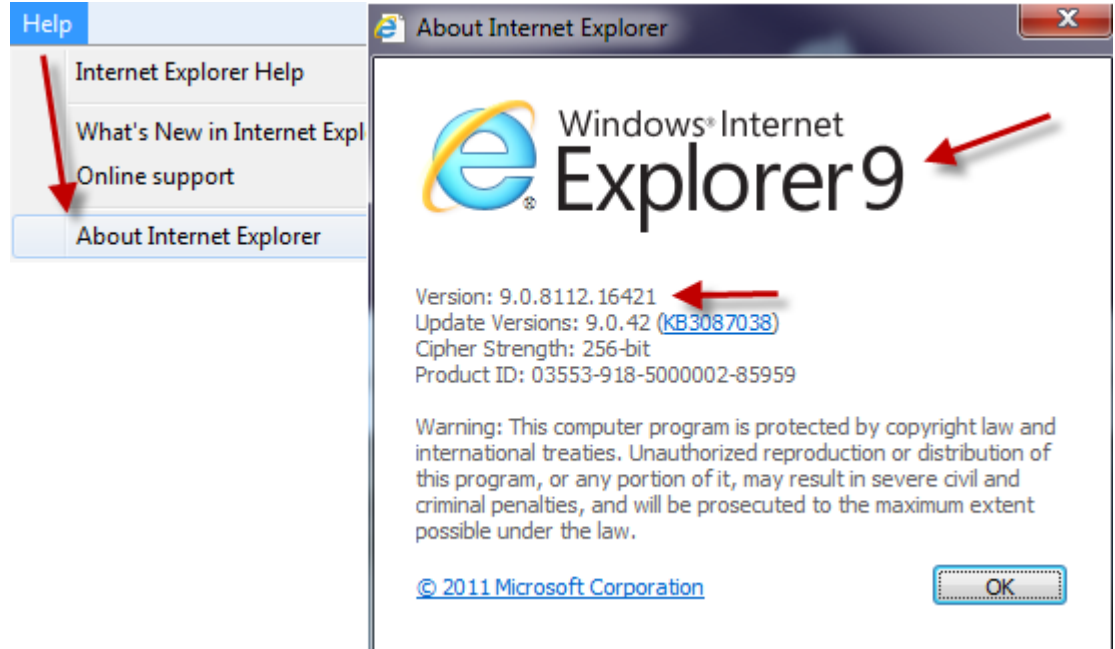 Help
Internet Explorer Help
What's New in Internet Expl
Online support
About Internet Explorer
About Internet Explorer
Windows® Internet
Explorer 9
Version: 9.0.8112.16421
Update Versions: 9.0.42 (KB3087038)
Cipher Strength: 256-bit
Product ID: 03553-918-5000002-85959
Warning: This computer program is protected by copyright law and
international treaties. Unauthorized reproduction or distribution of
this program, or any portion of it, may result in severe civil and
criminal penalties, and will be prosecuted to the maximum extent
possible under the law.
© 2011 Microsoft Corporation
OK